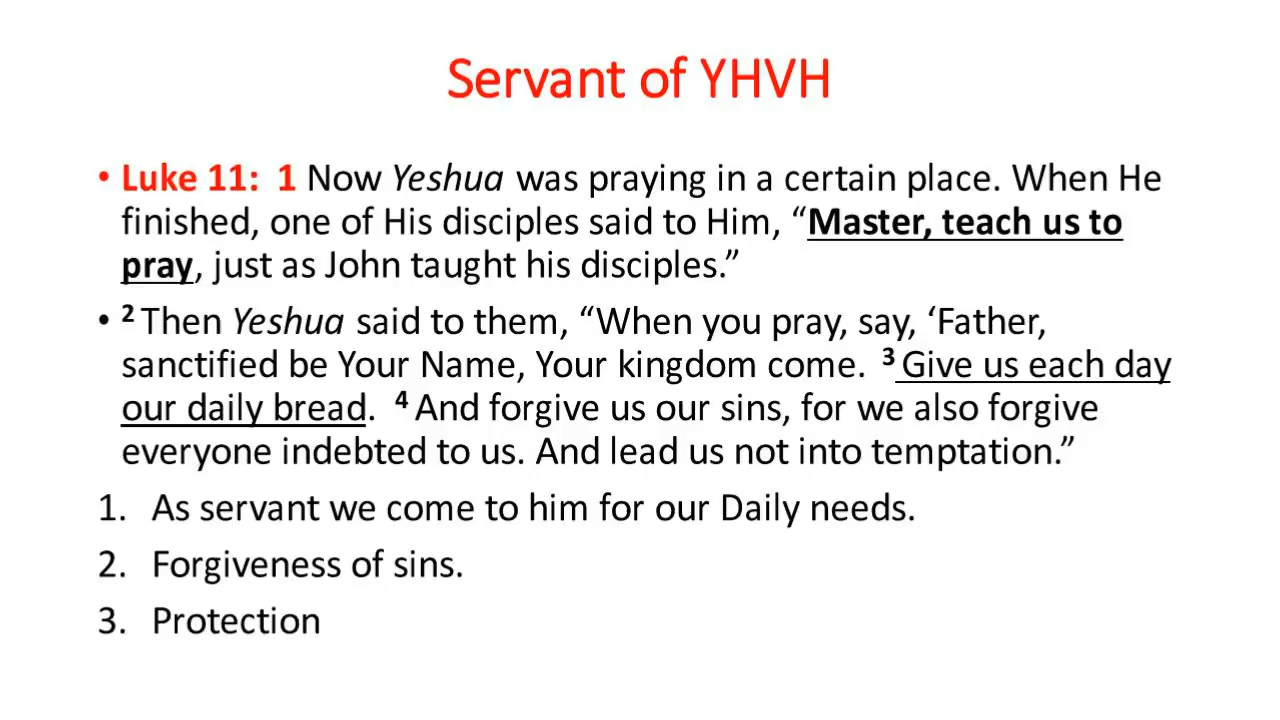 Servant of YHVH
• Luke 11:  1 Now Yeshua was praying in a certain place. When He
finished, one of His disciples said to Him, “Master, teach us to
pray, just as John taught his disciples.”
• 2 Then Yeshua said to them, “When you pray, say, ‘Father,
sanctified be Your Name, Your kingdom come.  3 Give us each day
our daily bread.  4 And forgive us our sins, for we also forgive
everyone indebted to us. And lead us not into temptation.”
1. As servant we come to him for our Daily needs.
2. Forgiveness of sins.
3. Protection